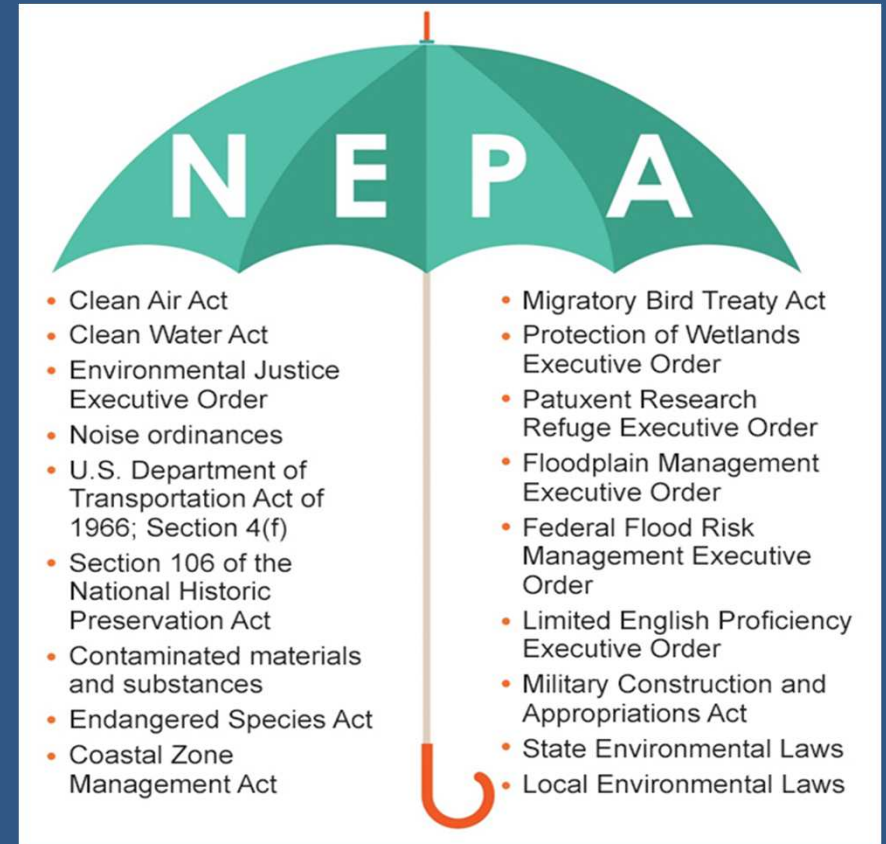 N E P A
• Clean Air Act
• Clean Water Act
• Environmental Justice
Executive Order
• Noise ordinances
• U.S. Department of
Transportation Act of
1966; Section 4(f)
• Section 106 of the
National Historic
Preservation Act
• Contaminated materials
and substances
• Endangered Species Act
• Coastal Zone
Management Act
• Migratory Bird Treaty Act
• Protection of Wetlands
Executive Order
• Patuxent Research
Refuge Executive Order
• Floodplain Management
Executive Order
• Federal Flood Risk
Management Executive
Order
• Limited English Proficiency
Executive Order
• Military Construction and
Appropriations Act
• State Environmental Laws
• Local Environmental Laws